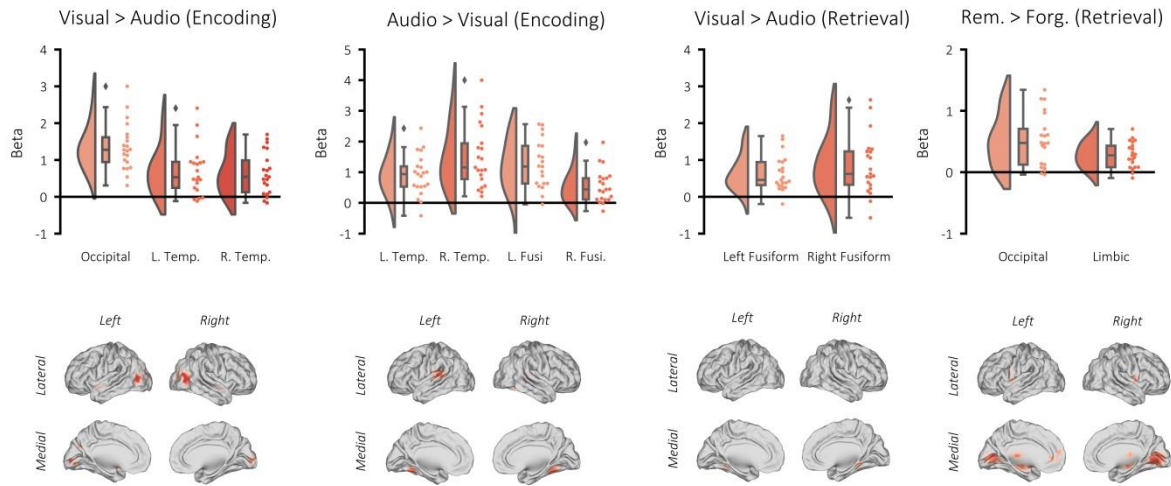 Visual > Audio (Encoding)
Audio > Visual (Encoding)
Visual > Audio (Retrieval)
Rem. > Forg. (Retrieval)
Beta
4
3
2
1
0
-1
Occipital L. Temp. R. Temp.
Beta
5
4
3
2
1
0
-1
L. Temp. R. Temp. L. Fusi R. Fusi.
Beta
4
3
2
1
0
-1
Left Fusiform Right Fusiform
Beta
2
1
0
-1
Occipital Limbic
Left Right
Lateral
Medial
Left Right
Lateral
Medial
Left Right
Lateral
Medial
Left Right
Lateral
Medial